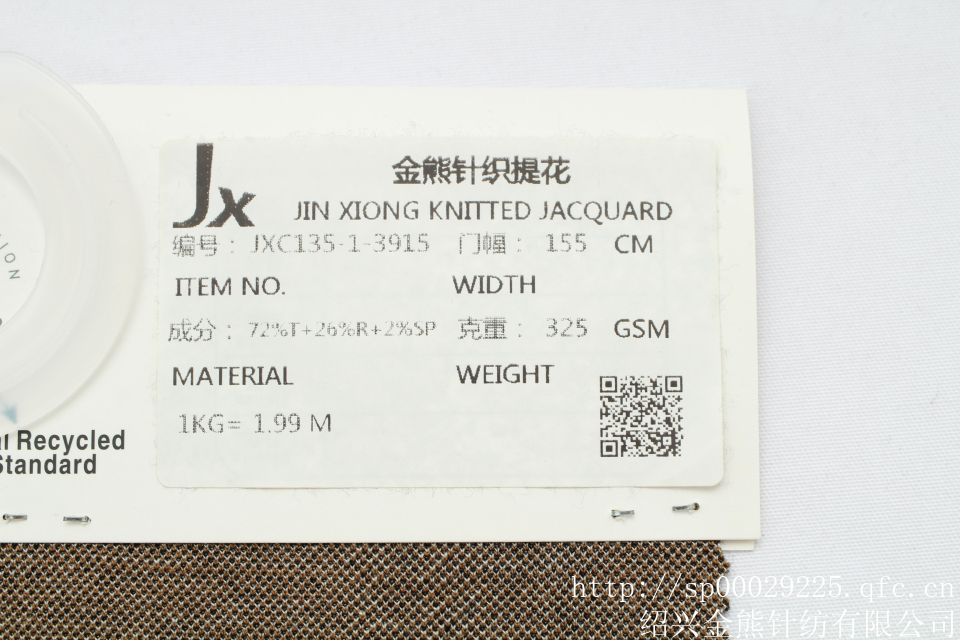 Jx
金熊针织提花
JIN XIONG KNITTED JACQUARD
编号： JXC135-1-3915 门幅： 155 CM
ITEM NO. WIDTH
成分： 72%T+26%R+2%SP 克重： 325 GSM
MATERIAL WEIGHT
1KG= 1.99 M
Recycled
Standard
http://sp00029225.qfc.cn
绍兴金熊针纺有限公司